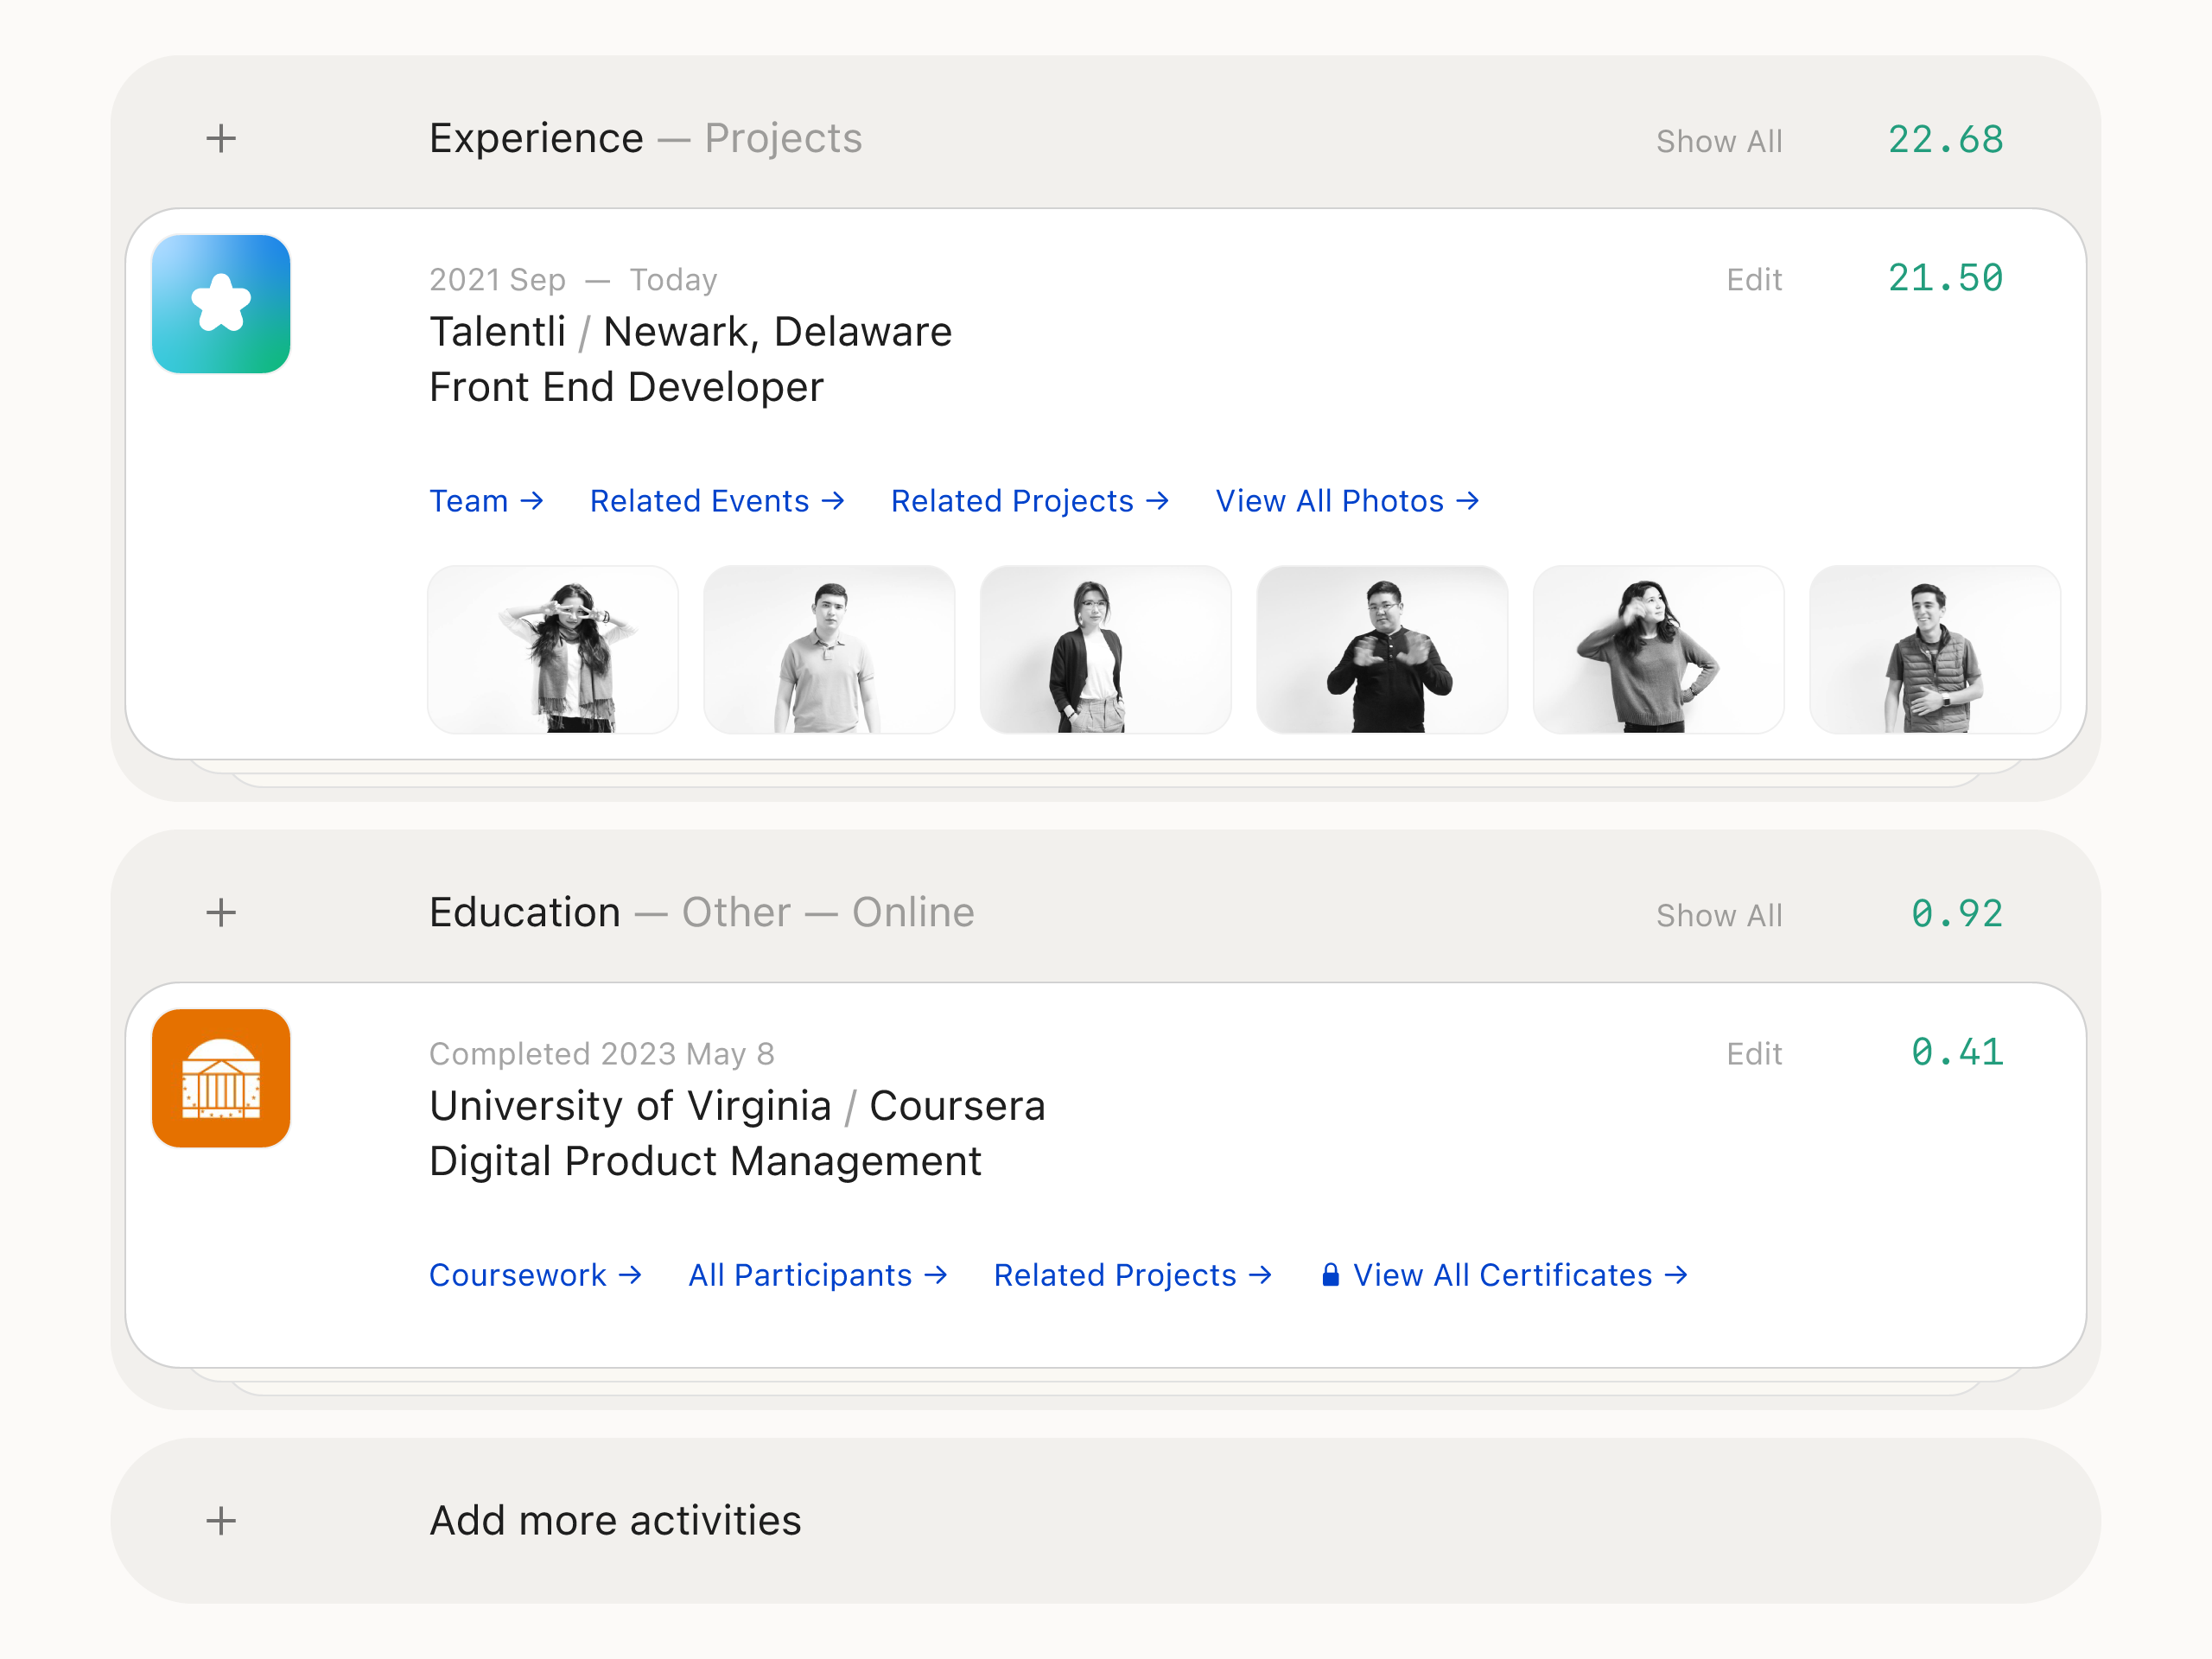 Experience — Projects Show All 22.68
2021 Sep — Today Edit 21.50
Talentli / Newark, Delaware
Front End Developer
Team → Related Events → Related Projects → View All Photos →
Education — Other — Online Show All 0.92
Completed 2023 May 8 Edit 0.41
University of Virginia / Coursera
Digital Product Management
Coursework → All Participants → Related Projects → View All Certificates →
Add more activities